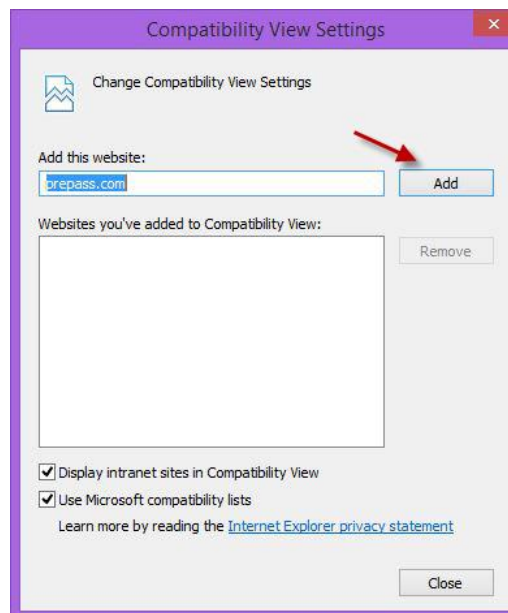 Compatibility View Settings
Change Compatibility View Settings
Add this website:
prepass.com
Add
Websites you've added to Compatibility View:
Remove
Display intranet sites in Compatibility View
Use Microsoft compatibility lists
Learn more by reading the Internet Explorer privacy statement
Close